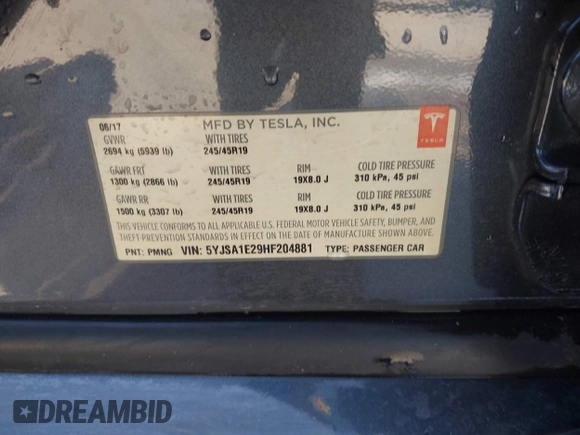 06/17 MFD BY TESLA, INC.
GVWR WITH TIRES
2694 kg (5939 lb) 245/45R19
GAWR FRT WITH TIRES RIM COLD TIRE PRESSURE
1300 kg (2866 lb) 245/45R19 19X8.0 J 310 kPa, 45 psi
GAWR RR WITH TIRES RIM COLD TIRE PRESSURE
1500 kg (3307 lb) 245/45R19 19X8.0 J 310 kPa, 45 psi
THIS VEHICLE CONFORMS TO ALL APPLICABLE U.S. FEDERAL MOTOR VEHICLE SAFETY, BUMPER, AND
THEFT PREVENTION STANDARDS IN EFFECT ON THE DATE OF MANUFACTURE SHOWN ABOVE.
PNT: PMNG VIN: 5YJSA1E29HF204881 TYPE: PASSENGER CAR
TESLA
DREAMBID